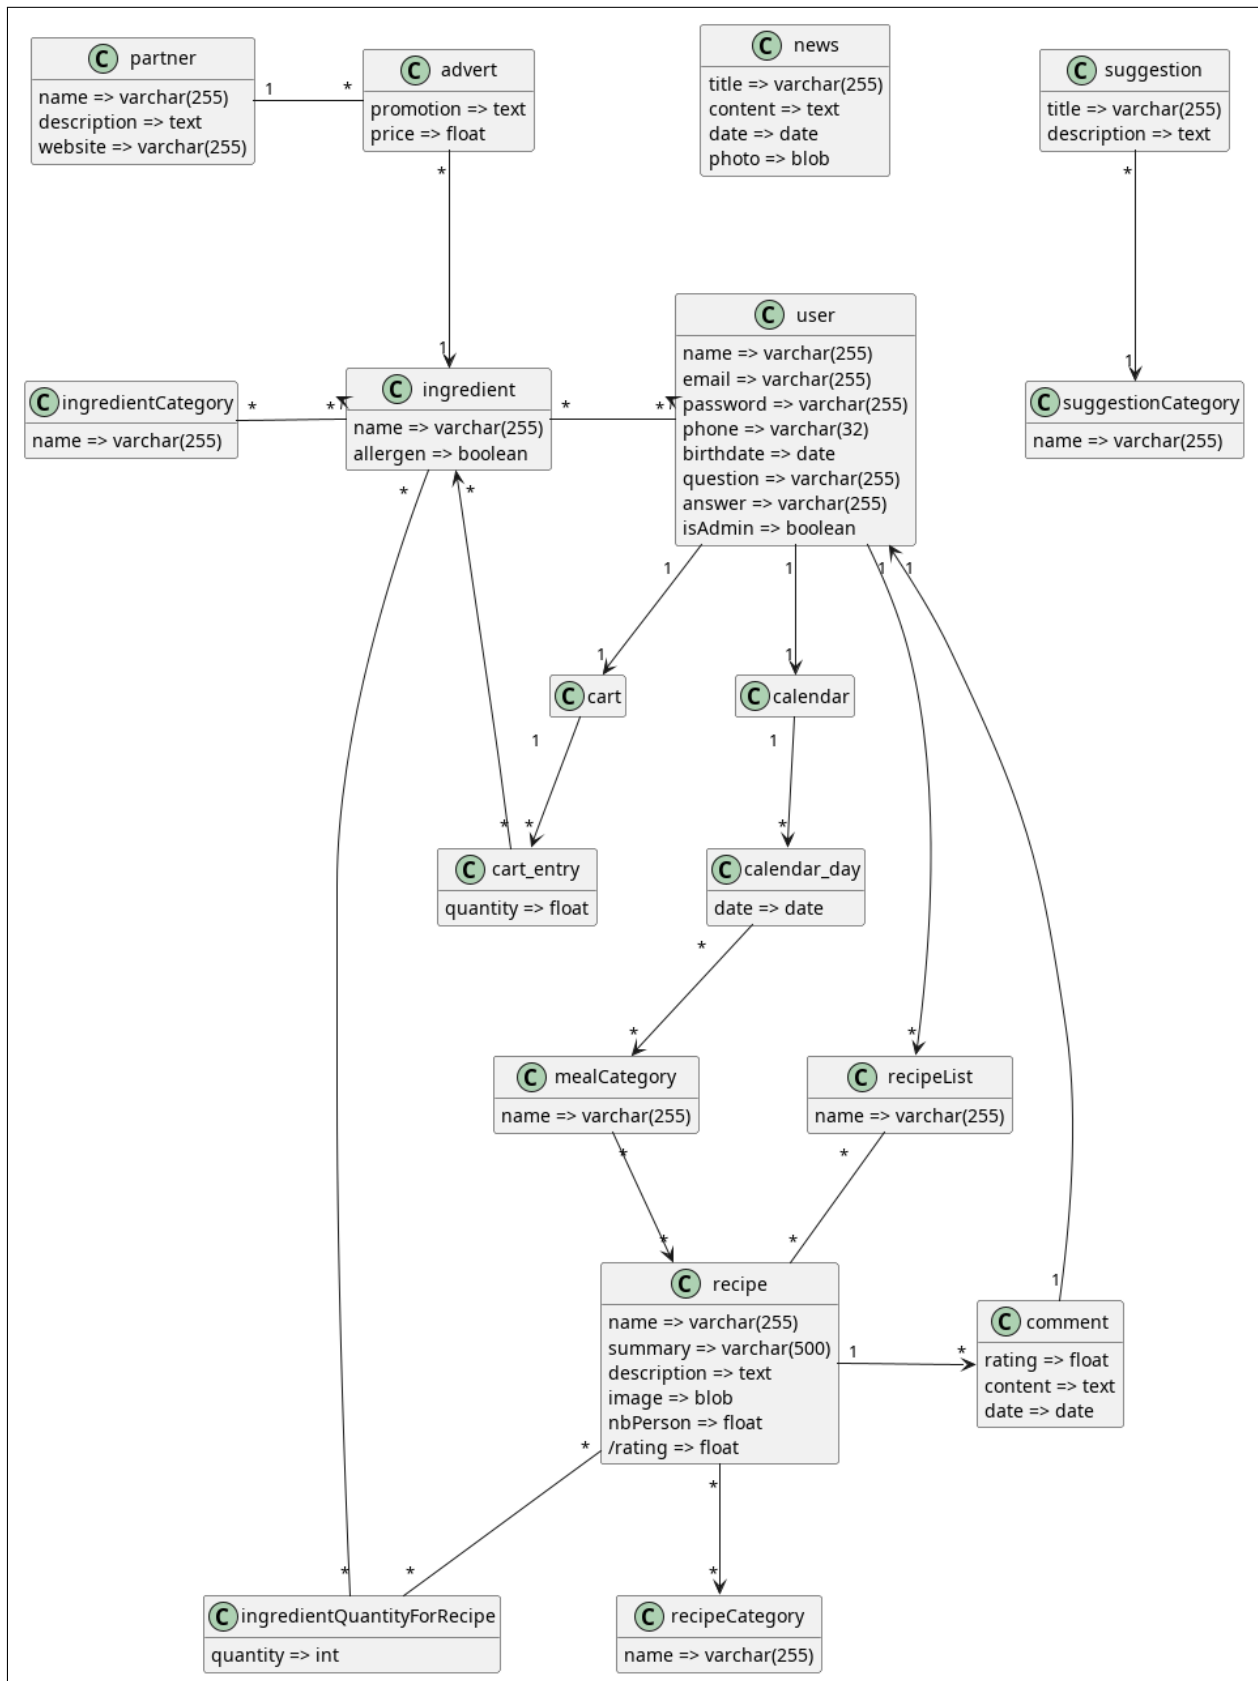 C partner
name => varchar(255)
description => text
website => varchar(255)
1 *
C advert
promotion => text
price => float
*
1
C news
title => varchar(255)
content => text
date => date
photo => blob
C suggestion
title => varchar(255)
description => text
*
1
C suggestionCategory
name => varchar(255)
C ingredientCategory
name => varchar(255)
* *
C ingredient
name => varchar(255)
allergen => boolean
* *
C user
name => varchar(255)
email => varchar(255)
password => varchar(255)
phone => varchar(32)
birthdate => date
question => varchar(255)
answer => varchar(255)
isAdmin => boolean
* *
1 1 1 1
1 1
C cart
C calendar
1 1
* * *
C cart_entry
quantity => float
C calendar_day
date => date
*
* *
C mealCategory
name => varchar(255)
C recipeList
name => varchar(255)
* *
* *
C recipe
name => varchar(255)
summary => varchar(500)
description => text
image => blob
nbPerson => float
/rating => float
1 *
1
C comment
rating => float
content => text
date => date
*
*
* * *
C ingredientQuantityForRecipe
quantity => int
C recipeCategory
name => varchar(255)